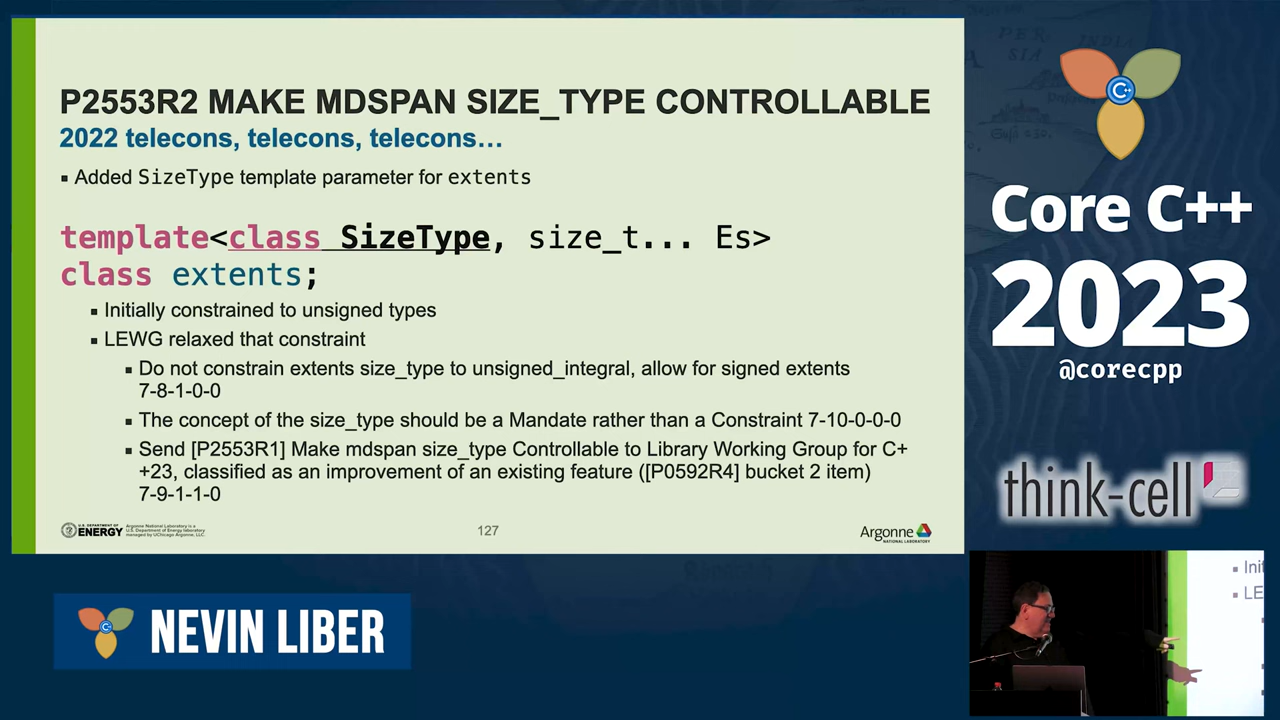 P2553R2 MAKE MDSPAN SIZE_TYPE CONTROLLABLE
2022 telecons, telecons, telecons…
▪ Added SizeType template parameter for extents
template<class SizeType, size_t... Es>
class extents;
▪ Initially constrained to unsigned types
▪ LEWG relaxed that constraint
▪ Do not constrain extents size_type to unsigned_integral, allow for signed extents
7-8-1-0-0
▪ The concept of the size_type should be a Mandate rather than a Constraint 7-10-0-0-0
▪ Send [P2553R1] Make mdspan size_type Controllable to Library Working Group for C+
+23, classified as an improvement of an existing feature ([P0592R4] bucket 2 item)
7-9-1-1-0
U.S. DEPARTMENT OF
ENERGY
Argonne National Laboratory is a
U.S. Department of Energy laboratory
managed by UChicago Argonne, LLC.
127
Argonne
NATIONAL LABORATORY
C++
Core C++
2023
@corecpp
think-cell
NEVIN LIBER
▪ Init
▪ LE